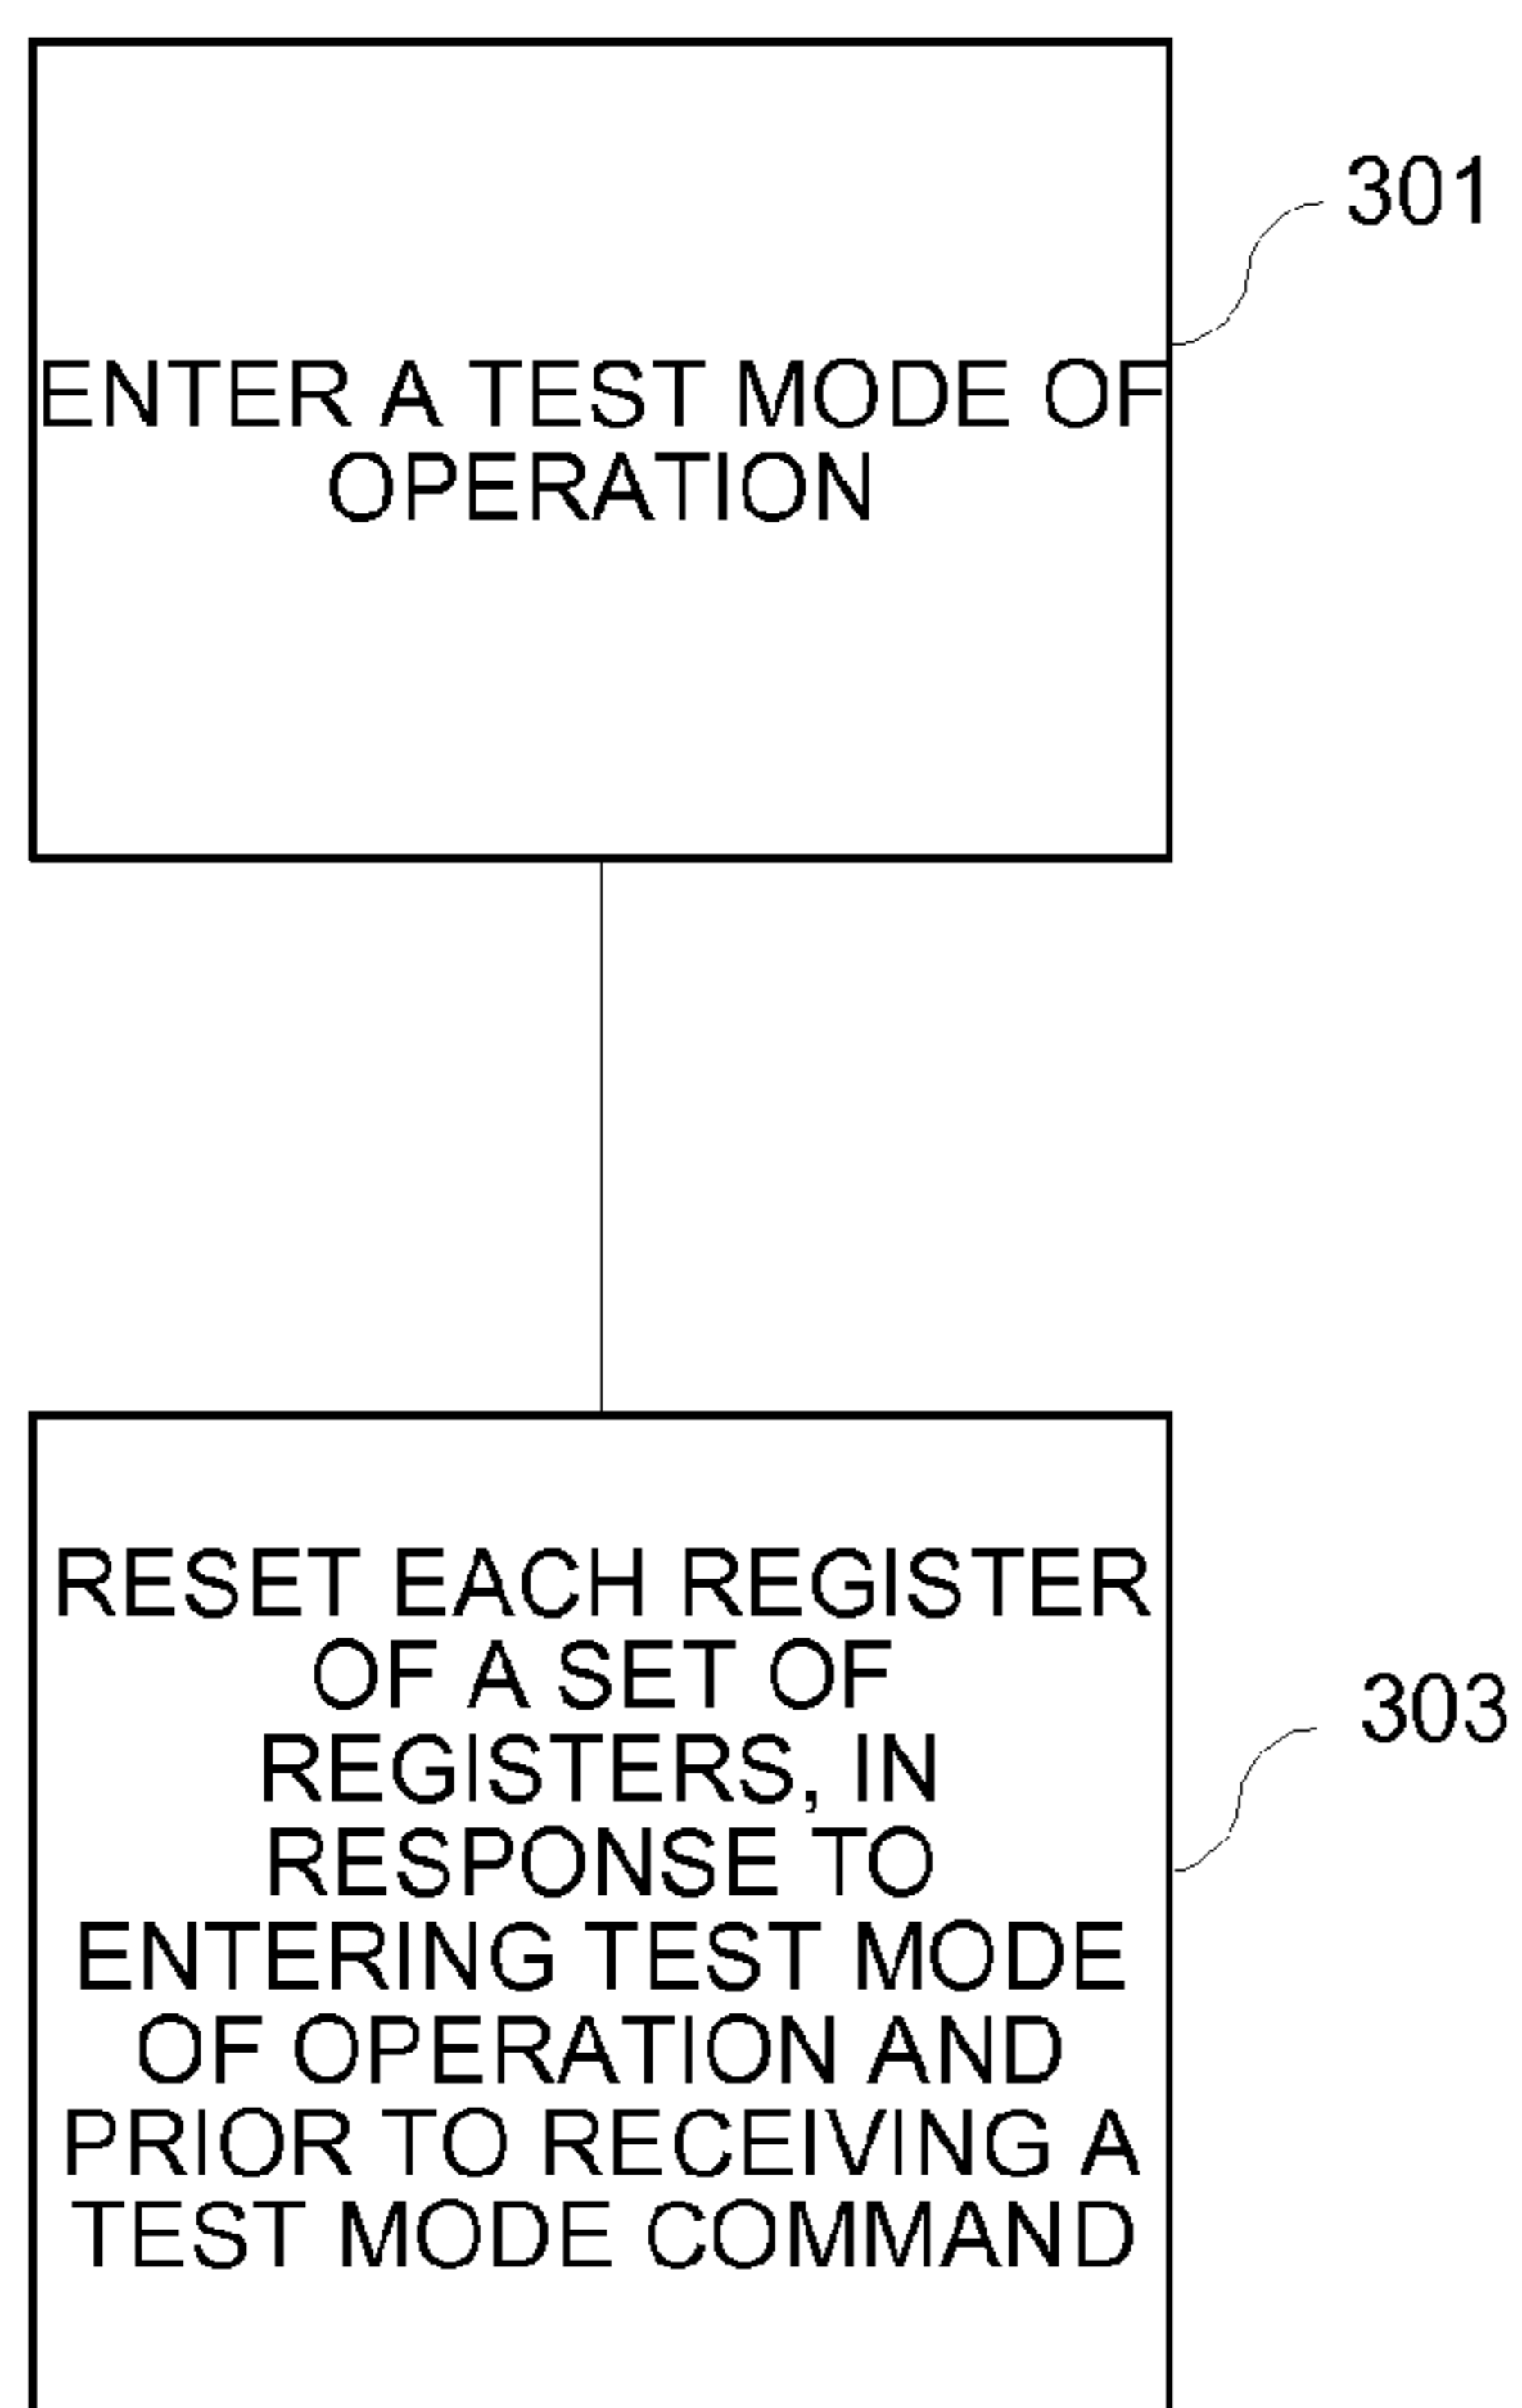 301
ENTER A TEST MODE OF
OPERATION
RESET EACH REGISTER
OF A SET OF
REGISTERS, IN
RESPONSE TO
ENTERING TEST MODE
OF OPERATION AND
PRIOR TO RECEIVING A
TEST MODE COMMAND
303